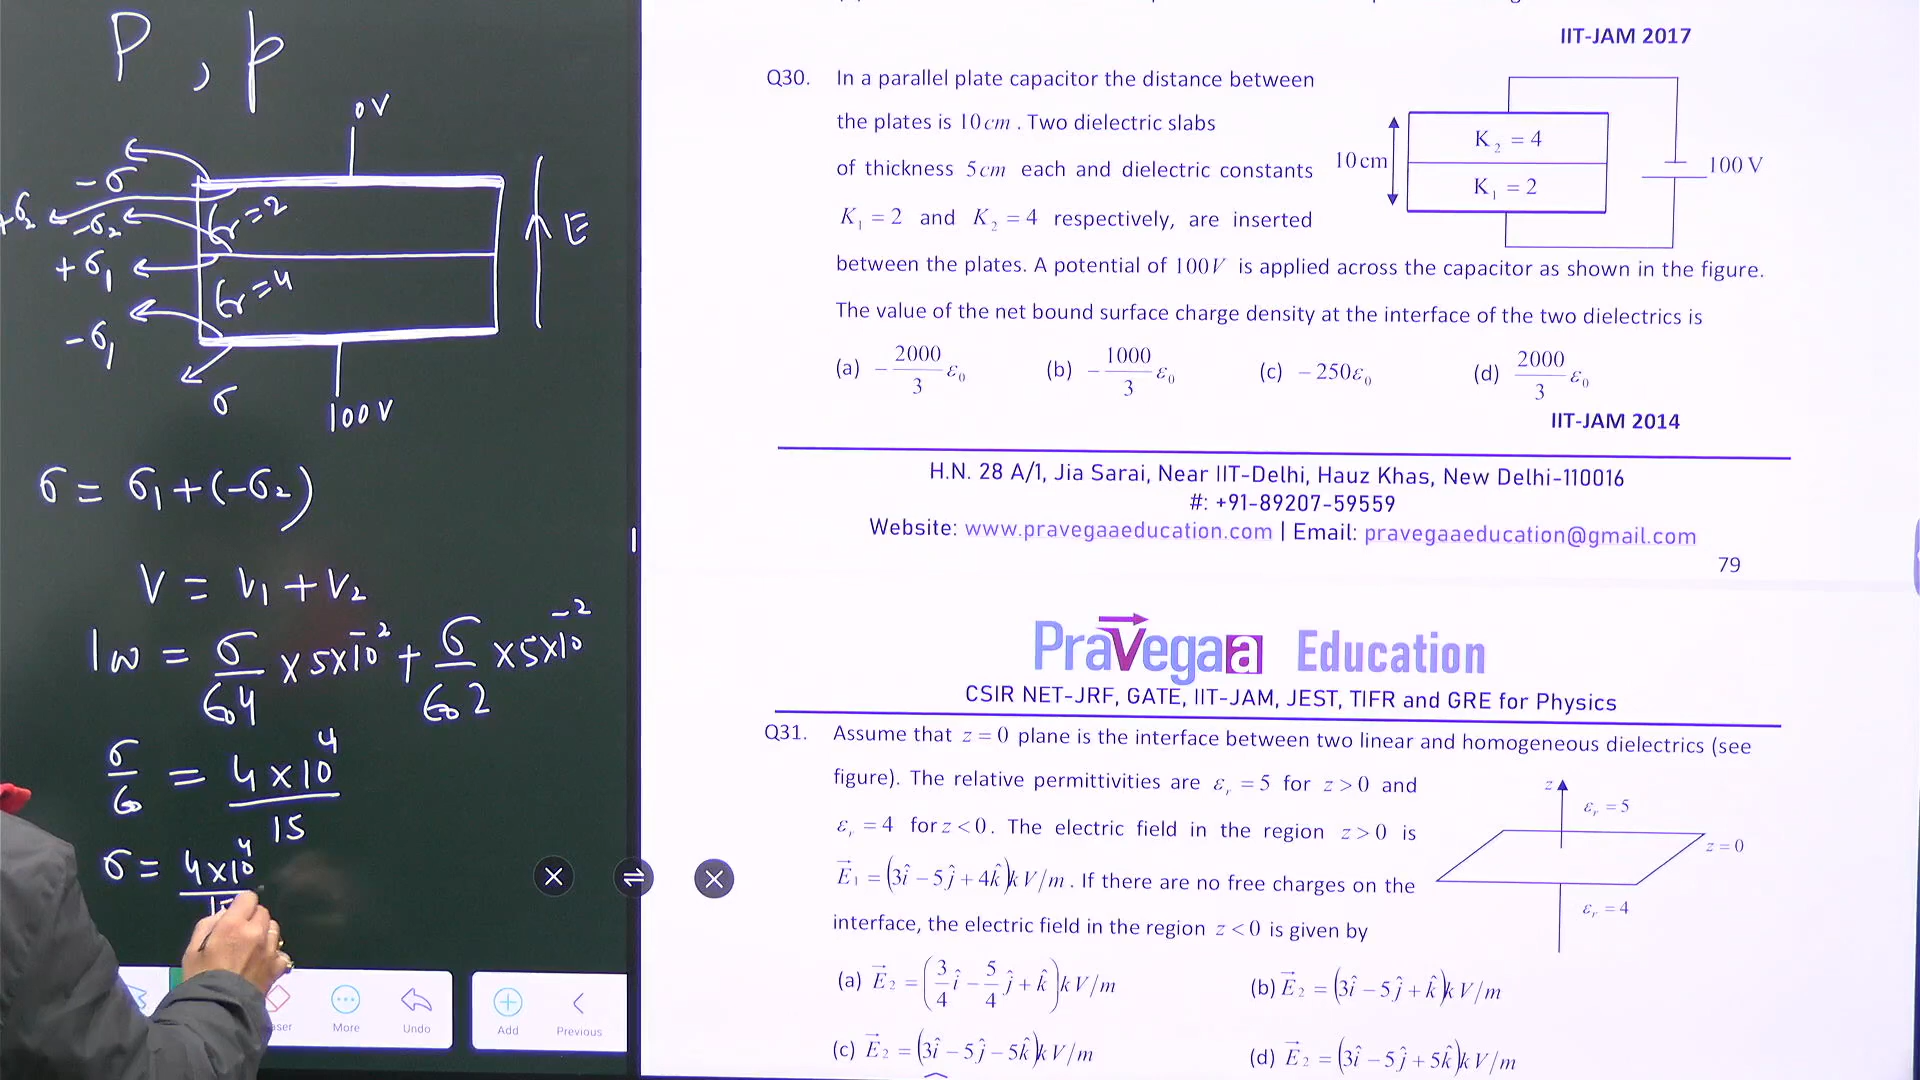 P , p
0V
-σ
+σ2
-σ2
εr=2
E
+σ1
εr=4
-σ1
σ
100V
σ = σ1 + (-σ2)
V = V1 + V2
100 = σ/ε04 × 5×10^-2 + σ/ε02 × 5×10^-2
σ/ε0 = 4×10^4/15
σ = 4×10^4/15
More
Undo
Add
Previous
IIT-JAM 2017
Q30. In a parallel plate capacitor the distance between
the plates is 10 cm . Two dielectric slabs
of thickness 5 cm each and dielectric constants
K1 = 2 and K2 = 4 respectively, are inserted
between the plates. A potential of 100V is applied across the capacitor as shown in the figure.
The value of the net bound surface charge density at the interface of the two dielectrics is
K2 = 4
10 cm
K1 = 2
100 V
(a) - 2000/3 ε0 (b) - 1000/3 ε0 (c) - 250ε0 (d) 2000/3 ε0
IIT-JAM 2014
H.N. 28 A/1, Jia Sarai, Near IIT-Delhi, Hauz Khas, New Delhi-110016
#: +91-89207-59559
Website: www.pravegaaeducation.com | Email: pravegaaeducation@gmail.com
79
Pravegaa Education
CSIR NET-JRF, GATE, IIT-JAM, JEST, TIFR and GRE for Physics
Q31. Assume that z = 0 plane is the interface between two linear and homogeneous dielectrics (see
figure). The relative permittivities are εr = 5 for z > 0 and
εr = 4 for z < 0. The electric field in the region z > 0 is
E⃗1 = (3î - 5ĵ + 4k̂)kV/m . If there are no free charges on the
interface, the electric field in the region z < 0 is given by
z
εr = 5
z = 0
εr = 4
(a) E⃗2 = (3/4 î - 5/4 ĵ + k̂)kV/m (b) E⃗2 = (3î - 5ĵ + k̂)kV/m
(c) E⃗2 = (3î - 5ĵ - 5k̂)kV/m (d) E⃗2 = (3î - 5ĵ + 5k̂)kV/m